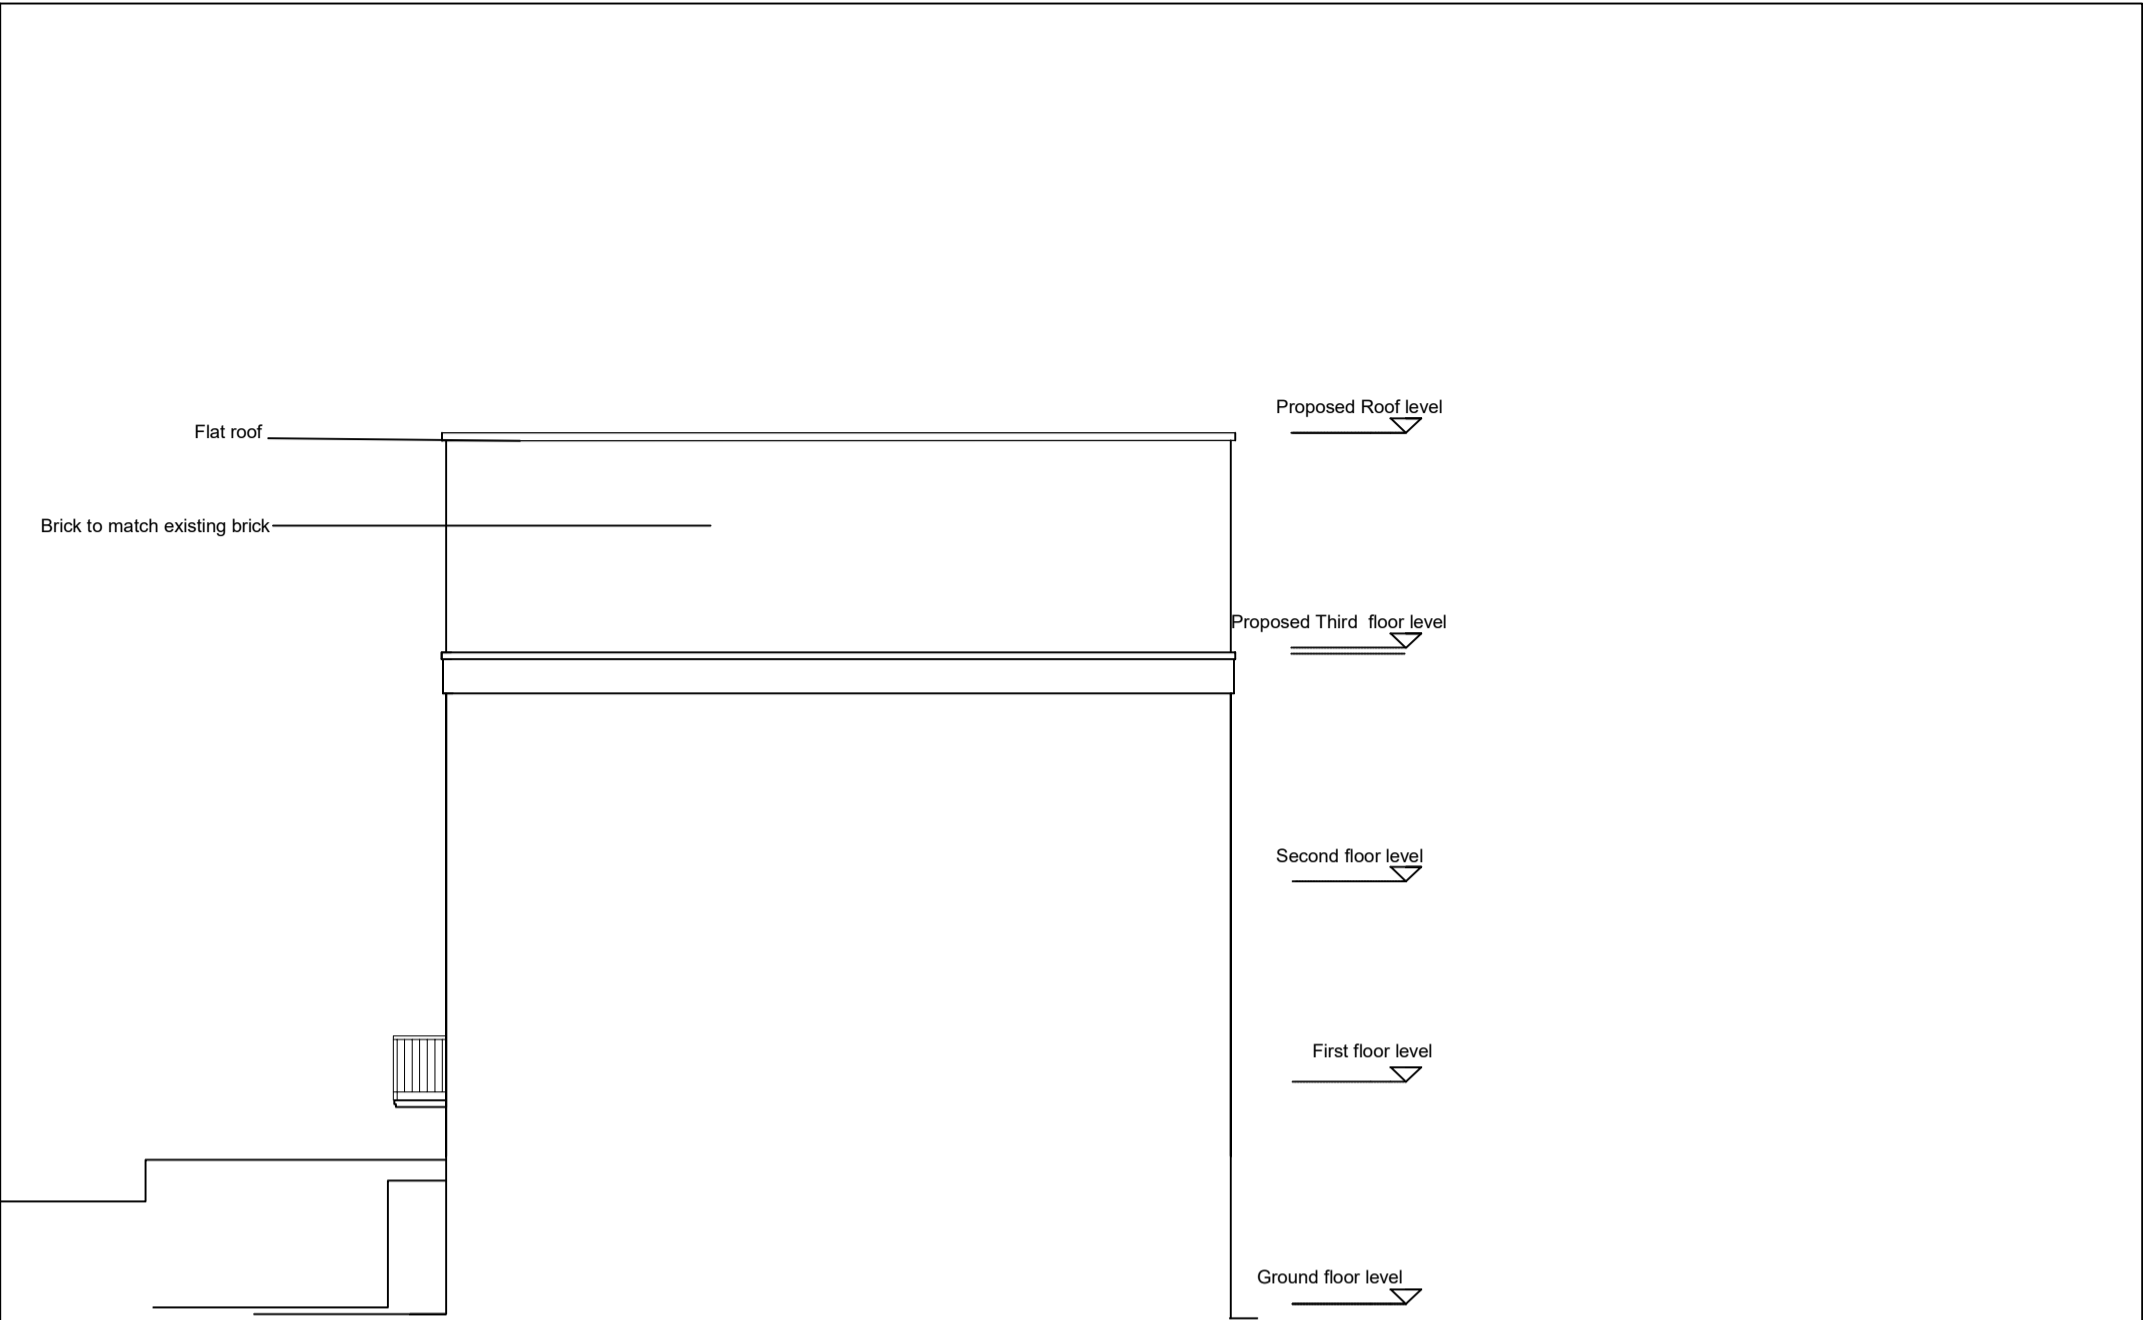 Proposed Roof level
Flat roof
Brick to match existing brick
Proposed Third  floor level
Second floor level
First floor level
Ground floor level